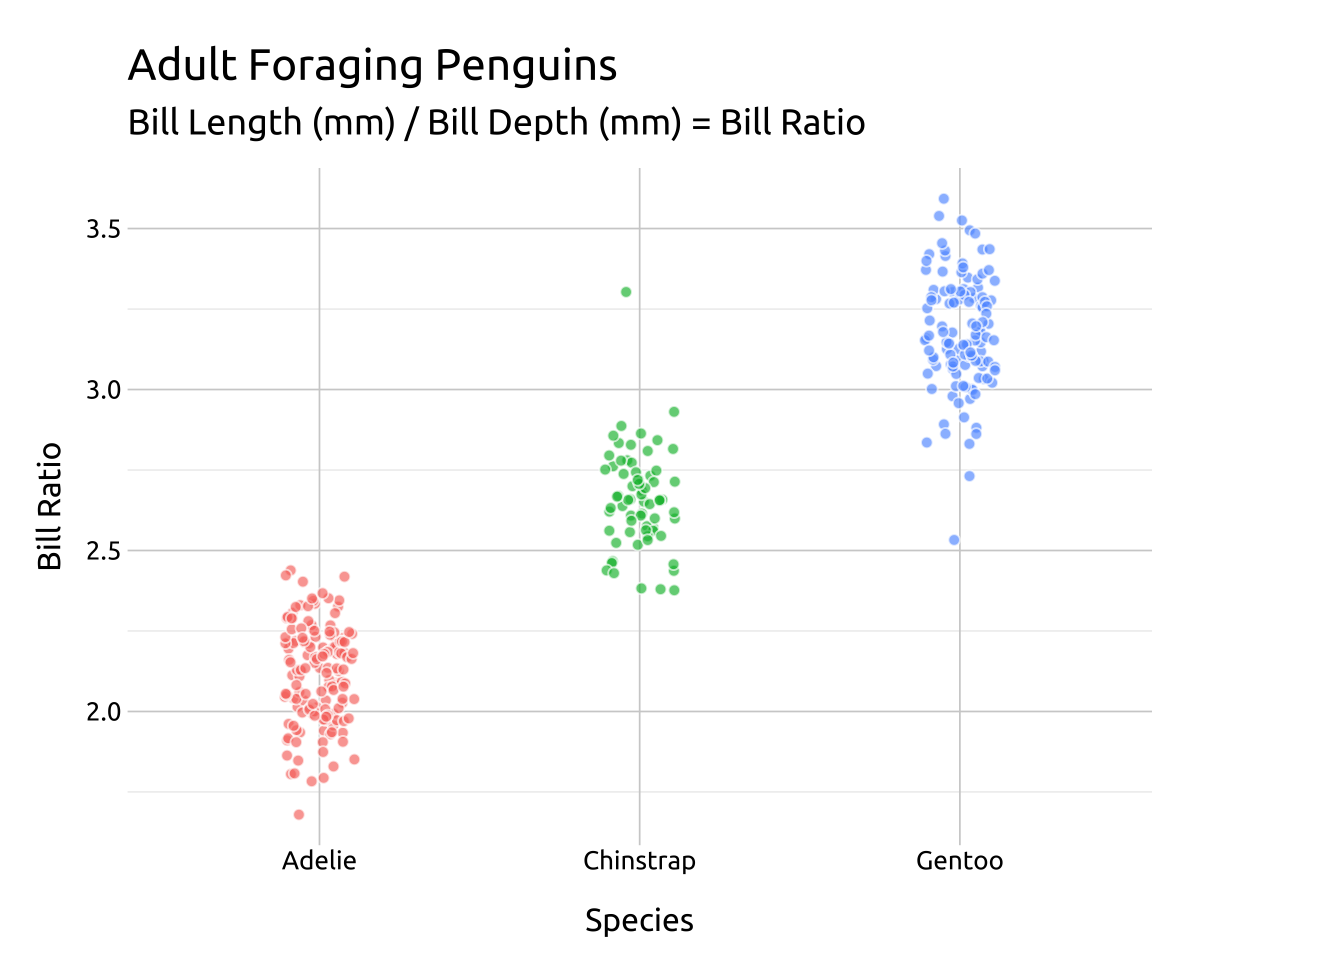 Adult Foraging Penguins
Bill Length (mm) / Bill Depth (mm) = Bill Ratio
3.5
3.0
2.5
2.0
Bill Ratio
Adelie
Chinstrap
Gentoo
Species